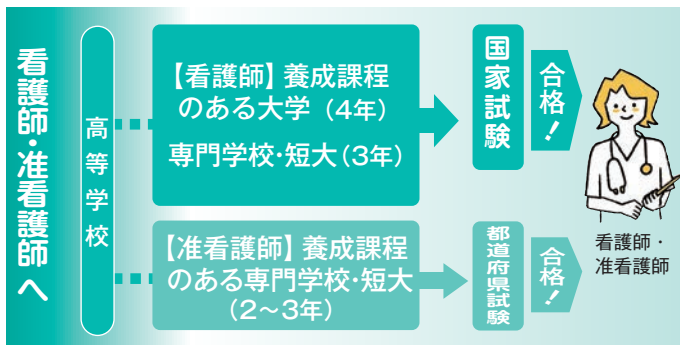 看護師・准看護師へ
高等学校
【看護師】養成課程
のある大学（4年）
専門学校・短大（3年）
国家試験
合格！
【准看護師】養成課程
のある専門学校・短大
（2～3年）
都道府県試験
合格！
看護師・
准看護師